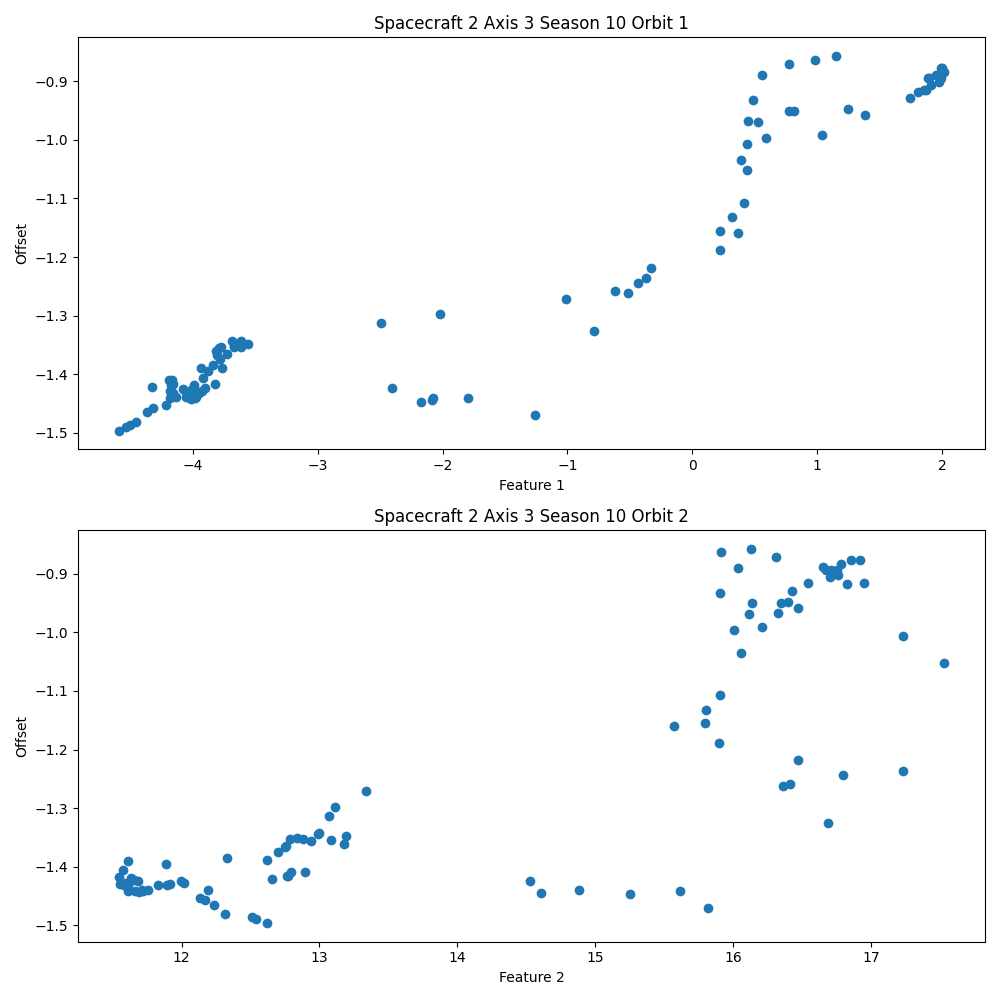 Spacecraft 2 Axis 3 Season 10 Orbit 1
−0.9
−1.0
−1.1
−1.2
−1.3
−1.4
−1.5
Offset
−4 −3 −2 −1 0 1 2
Feature 1
Spacecraft 2 Axis 3 Season 10 Orbit 2
−0.9
−1.0
−1.1
−1.2
−1.3
−1.4
−1.5
Offset
12 13 14 15 16 17
Feature 2